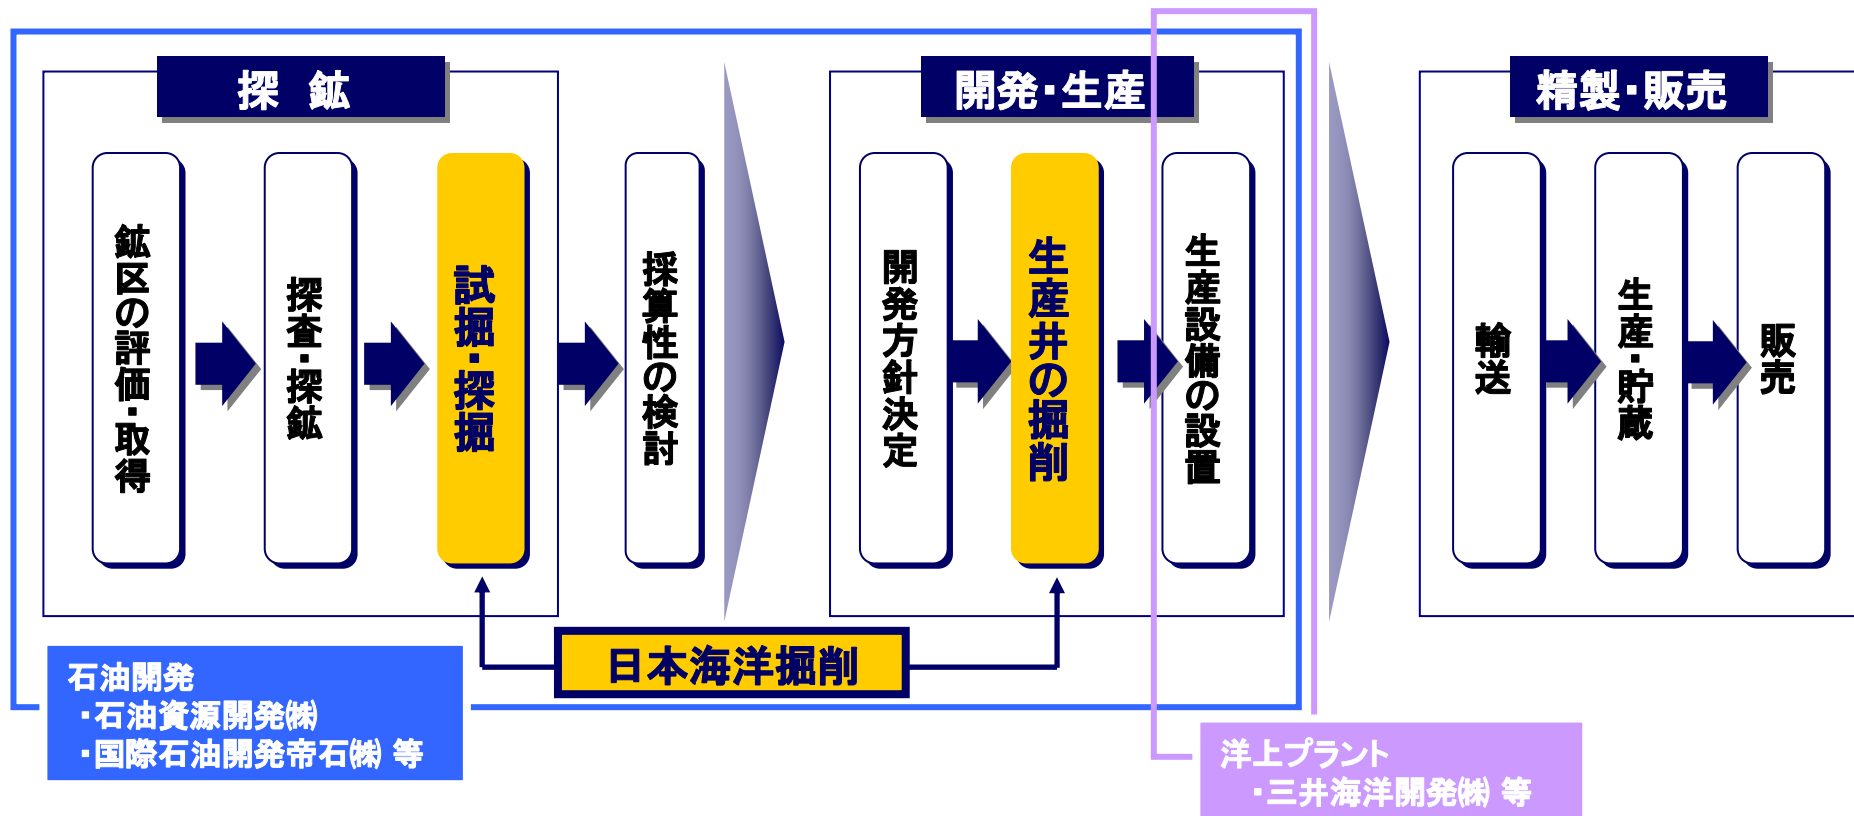 探 鉱
開発・生産
精製・販売
鉱区の評価・取得
探査・探鉱
試掘・探掘
採算性の検討
開発方針決定
生産井の掘削
生産設備の設置
輸送
生産・貯蔵
販売
日本海洋掘削
石油開発
・石油資源開発㈱
・国際石油開発帝石㈱ 等
洋上プラント
・三井海洋開発㈱ 等